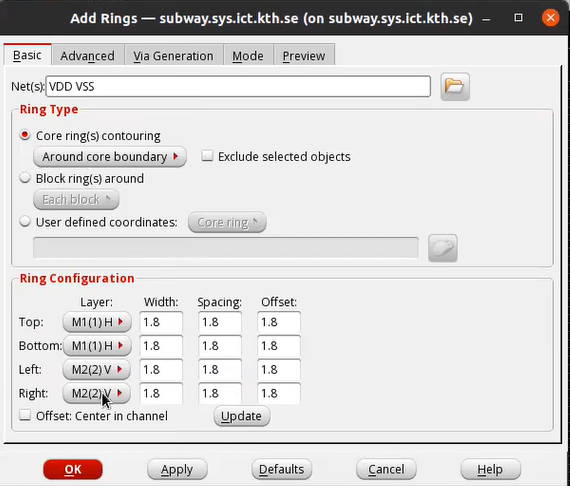 Add Rings — subway.sys.ict.kth.se (on subway.sys.ict.kth.se)
Basic Advanced Via Generation Mode Preview
Net(s): VDD VSS
Ring Type
Core ring(s) contouring
Around core boundary Exclude selected objects
Block ring(s) around
Each block
User defined coordinates: Core ring
Ring Configuration
Layer: Width: Spacing: Offset:
Top: M1(1) H 1.8 1.8 1.8
Bottom: M1(1) H 1.8 1.8 1.8
Left: M2(2) V 1.8 1.8 1.8
Right: M2(2) V 1.8 1.8 1.8
Offset: Center in channel Update
OK Apply Defaults Cancel Help